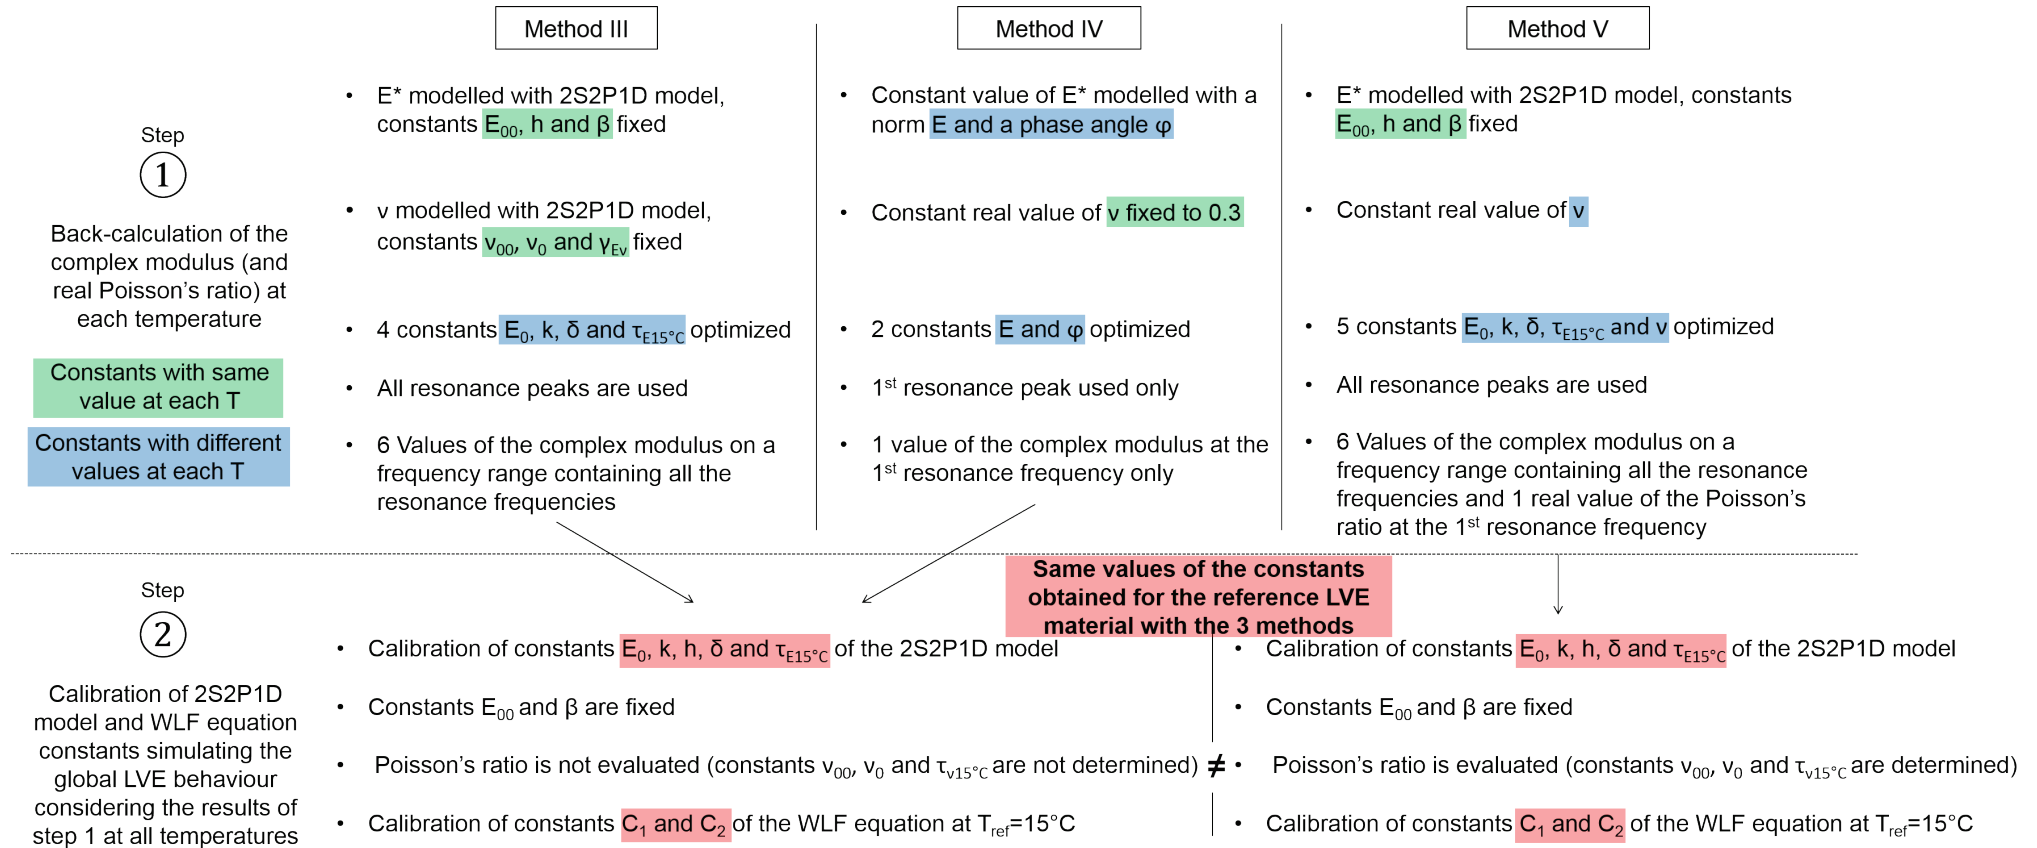 Method III
Method IV
Method V
Step
1
Back-calculation of the
complex modulus (and
real Poisson's ratio) at
each temperature
Constants with same
value at each T
Constants with different
values at each T
• E* modelled with 2S2P1D model,
constants E₀₀, h and β fixed
• ν modelled with 2S2P1D model,
constants ν₀₀, ν₀ and γEν fixed
• 4 constants E₀, k, δ and τE15°C optimized
• All resonance peaks are used
• 6 Values of the complex modulus on a
frequency range containing all the
resonance frequencies
• Constant value of E* modelled with a
norm E and a phase angle φ
• Constant real value of ν fixed to 0.3
• 2 constants E and φ optimized
• 1st resonance peak used only
• 1 value of the complex modulus at the
1st resonance frequency only
• E* modelled with 2S2P1D model, constants
E₀₀, h and β fixed
• Constant real value of ν
• 5 constants E₀, k, δ, τE15°C and ν optimized
• All resonance peaks are used
• 6 Values of the complex modulus on a
frequency range containing all the resonance
frequencies and 1 real value of the Poisson's
ratio at the 1st resonance frequency
Same values of the constants
obtained for the reference LVE
material with the 3 methods
Step
2
Calibration of 2S2P1D
model and WLF equation
constants simulating the
global LVE behaviour
considering the results of
step 1 at all temperatures
• Calibration of constants E₀, k, h, δ and τE15°C of the 2S2P1D model
• Constants E₀₀ and β are fixed
• Poisson's ratio is not evaluated (constants ν₀₀, ν₀ and τν15°C are not determined)
• Calibration of constants C₁ and C₂ of the WLF equation at Tref=15°C
≠
• Calibration of constants E₀, k, h, δ and τE15°C of the 2S2P1D model
• Constants E₀₀ and β are fixed
• Poisson's ratio is evaluated (constants ν₀₀, ν₀ and τν15°C are determined)
• Calibration of constants C₁ and C₂ of the WLF equation at Tref=15°C